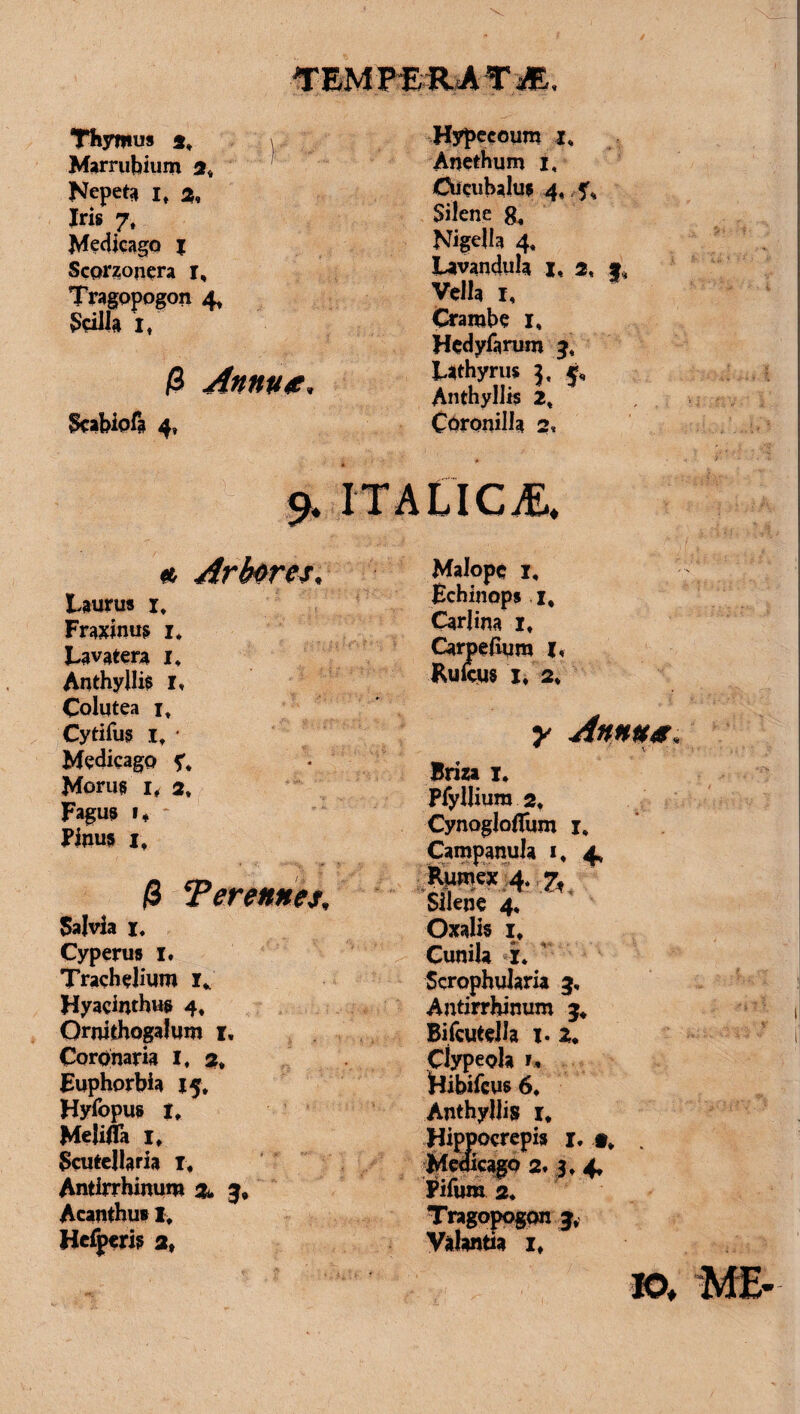 TEMPERATÆ.
Thymus 2.
Marrubium 2.
Nepeta 1. 2.
Iris 7.
Medicago 1
Scorzonera 1.
Tragopogon 4.
Scilla 1.
β Annuæ.
Scabioſa 4.
Hypecoum 1.
Anethum 1.
Cucubalus 4. 5.
Silene 8.
Nigella 4.
Lavandula 1. 2. 3.
Vella 1.
Crambe 1.
Hedyſarum 3.
Lathyrus 3. 5.
Anthyllis 2.
Coronilla 2.
9. ITALICÆ.
α Arbores.
Laurus 1.
Fraxinus 1.
Lavatera 1.
Anthyllis 1.
Colutea 1.
Cytiſus 1.
Medicago 5.
Morus 1. 2.
Fagus 1.
Pinus 1.
β Perennes.
Salvia 1.
Cyperus 1.
Trachelium 1.
Hyacinthus 4.
Ornithogalum 1.
Coronaria 1. 2.
Euphorbia 15.
Hyſopus 1.
Meliſſa 1.
Scutellaria 1.
Antirrhinum 2. 3.
Acanthus 1.
Heſperis 2.
Malope 1.
Echinops 1.
Carlina 1.
Carpeſium 1.
Ruſcus 1. 2.
γ Annuæ.
Briza 1.
Pſyllium 2.
Cynogloſſum 1.
Campanula 1. 4.
Rumex 4. 7.
Silene 4.
Oxalis 1.
Cunila 1.
Scrophularia 3.
Antirrhinum 3.
Biſcutella 1. 2.
Clypeola 1.
Hibiſcus 6.
Anthyllis 1.
Hippocrepis 1.
Medicago 2. 3. 4.
Piſum 2.
Tragopogon 3.
Valantia 1.
10. ME-